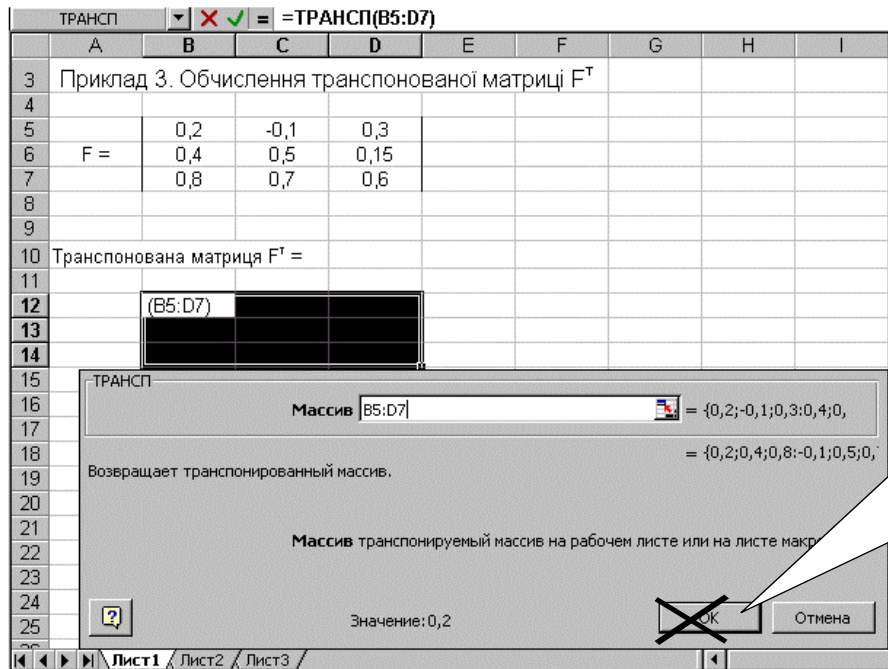 ТРАНСП = =ТРАНСП(B5:D7)
A B C D E F G H I
3 Приклад 3. Обчислення транспонованої матриці Fᵀ
4
5 0,2 -0,1 0,3
6 F = 0,4 0,5 0,15
7 0,8 0,7 0,6
8
9
10 Транспонована матриця Fᵀ =
11
12 (B5:D7)
13
14
15 ТРАНСП
16 Массив B5:D7 = {0,2;-0,1;0,3:0,4;0,
17
18 = {0,2;0,4;0,8:-0,1;0,5;0,
19 Возвращает транспонированный массив.
20
21
22 Массив транспонируемый массив на рабочем листе или на листе
23
24
25 Значение:0,2 OK Отмена
Лист1 Лист2 Лист3